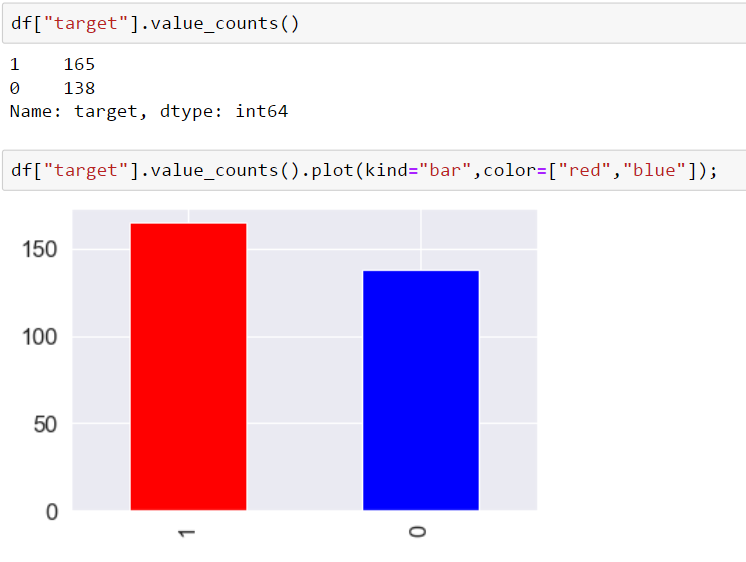 df["target"].value_counts()
1    165
0    138
Name: target, dtype: int64
df["target"].value_counts().plot(kind="bar",color=["red","blue"]);
150
100
50
0
1
0